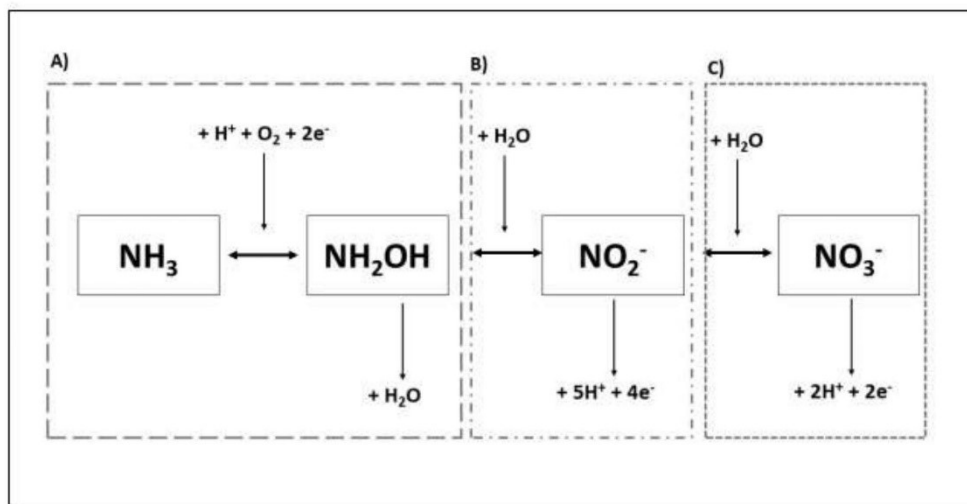 A)
B)
C)
+ H⁺ + O₂ + 2e⁻
+ H₂O
+ H₂O
NH₃
NH₂OH
NO₂⁻
NO₃⁻
+ H₂O
+ 5H⁺ + 4e⁻
+ 2H⁺ + 2e⁻